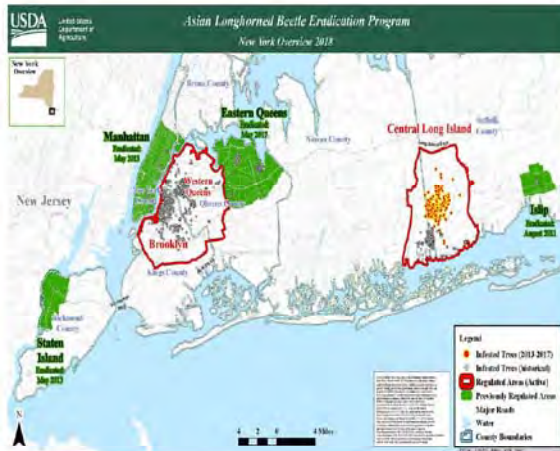 USDA
United States
Department of
Agriculture
Asian Longhorned Beetle Eradication Program
New York Overview 2018
New York
Overview
Bronx County
Eastern Queens
Eradicated:
Manhattan
Eradicated:
May 2013
Nassau County
Suffolk
County
Central Long Island
New Jersey
Western
Queens
Brooklyn
Kings County
Islip
Eradicated:
August 2011
Richmond
County
Staten
Island
Eradicated:
May 2013
Legend
Infested Trees (2013-2017)
Infested Trees (historical)
Regulated Areas (Active)
Previously Regulated Areas
Major Roads
Water
County Boundaries
N
4 2 0 4 Miles